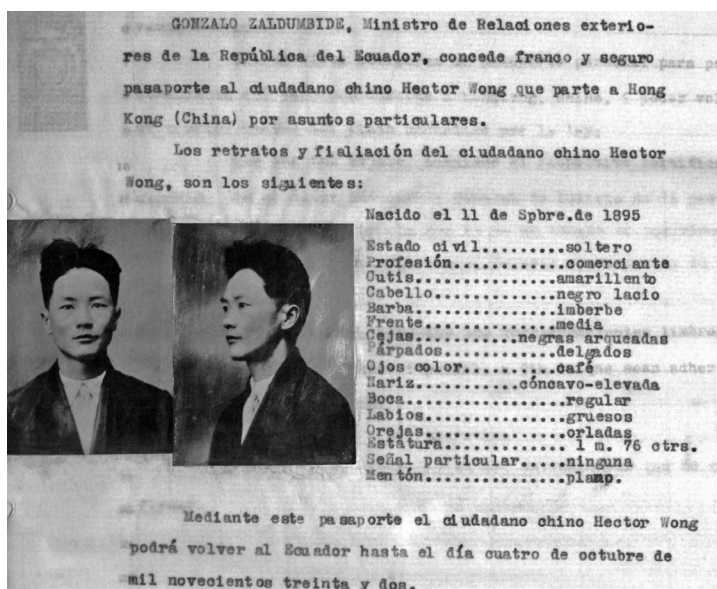 GONZALO ZALDUMBIDE, Ministro de Relaciones exterio-
res de la República del Ecuador, concede franco y seguro
pasaporte al ciudadano chino Hector Wong que parte a Hong
Kong (China) por asuntos particulares.
Los retratos y fialiación del ciudadano chino Hector
Wong, son los siguientes:
Nacido el 11 de Spbre.de 1895
Estado civil.........soltero
Profesión............comerciante
Cutis...............amarillento
Cabello.............negro lacio
Barba...............imberbe
Frente..............media
Cejas...........negras arqueadas
Párpados............delgados
Ojos color..........café
Nariz...........cóncavo-elevada
Boca.................regular
Labios...............gruesos
Orejas...............orladas
Estatura............. 1 m. 76 ctrs.
Señal particular.....ninguna
Mentón...............plano.
Mediante este pasaporte el ciudadano chino Hector Wong
podrá volver al Ecuador hasta el día cuatro de octubre de
mil novecientos treinta y dos.